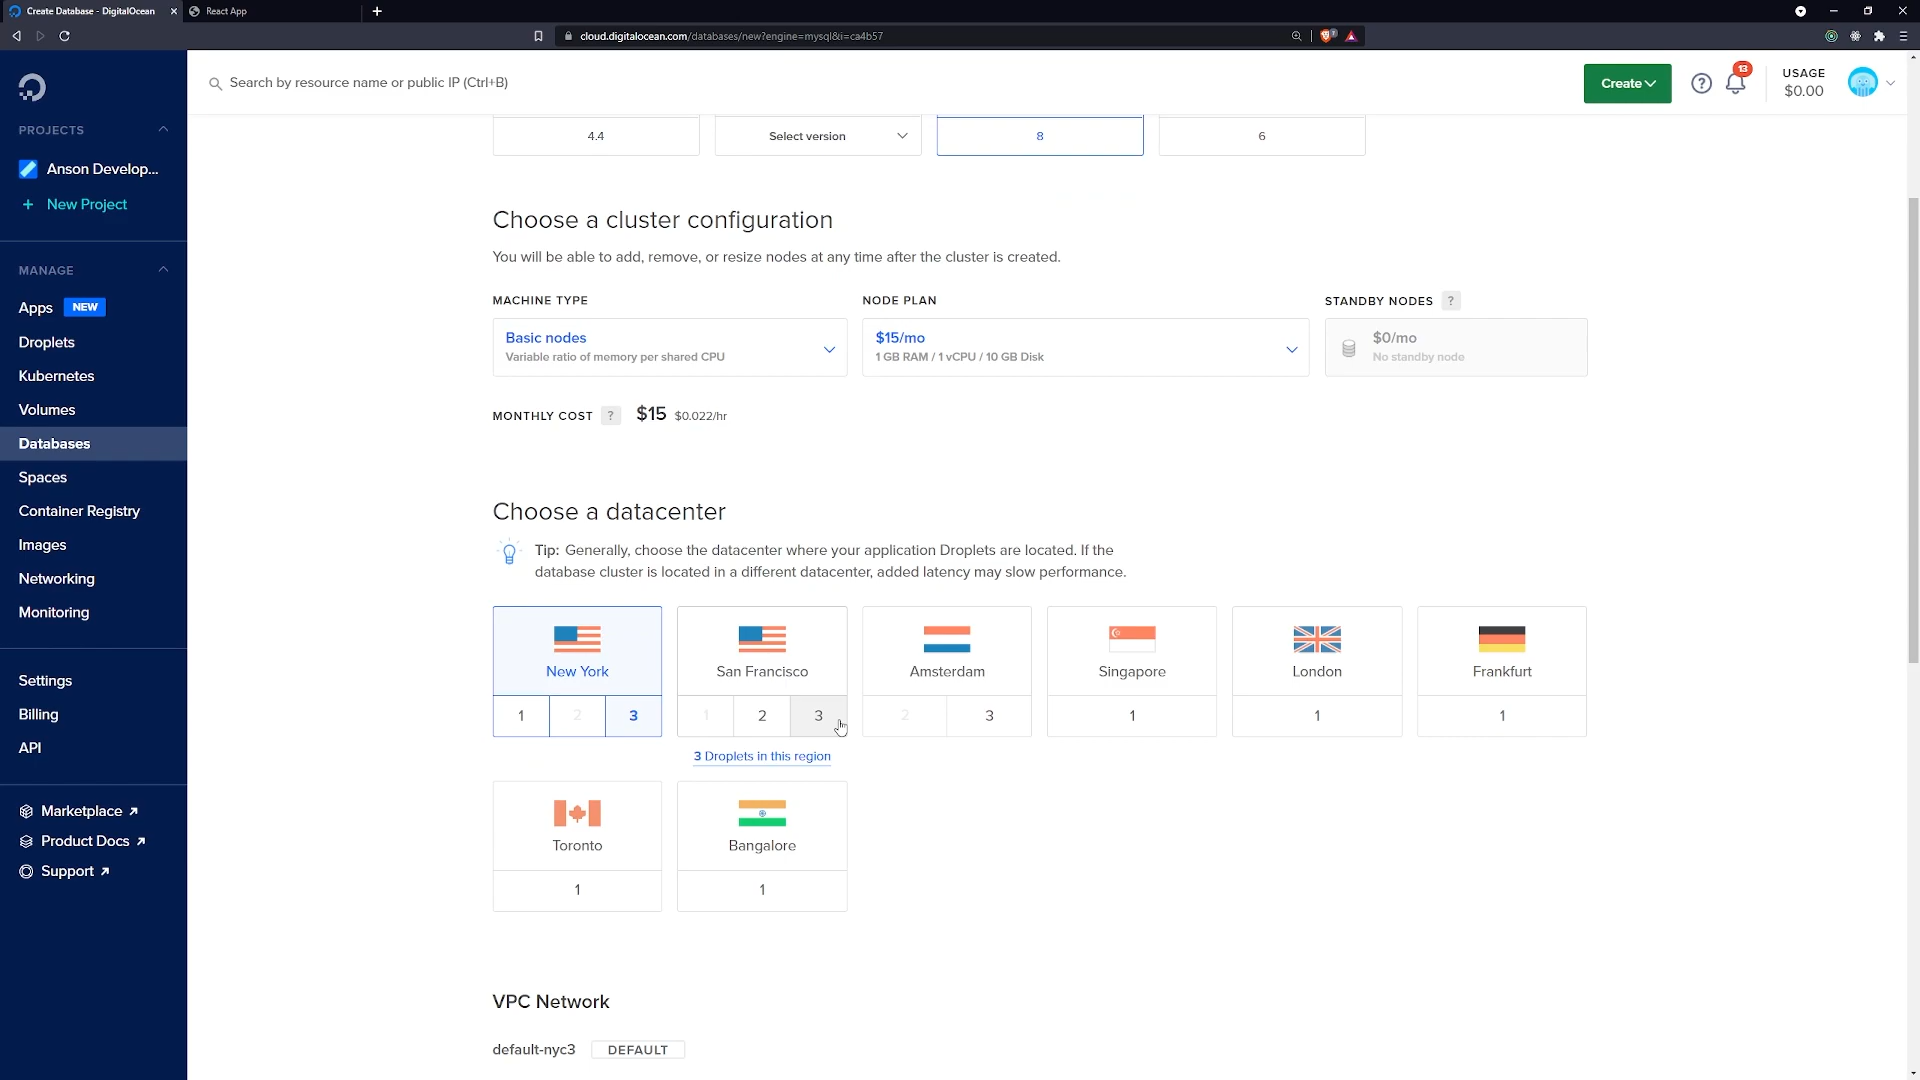 Create Database - DigitalOcean
React App
cloud.digitalocean.com/databases/new?engine=mysql&i=ca4b57
Search by resource name or public IP (Ctrl+B)
Create
13
USAGE
$0.00
PROJECTS
Anson Develop...
+ New Project
MANAGE
Apps NEW
Droplets
Kubernetes
Volumes
Databases
Spaces
Container Registry
Images
Networking
Monitoring
Settings
Billing
API
Marketplace
Product Docs
Support
4.4
Select version
8
6
Choose a cluster configuration
You will be able to add, remove, or resize nodes at any time after the cluster is created.
MACHINE TYPE
Basic nodes
Variable ratio of memory per shared CPU
NODE PLAN
$15/mo
1 GB RAM / 1 vCPU / 10 GB Disk
STANDBY NODES ?
$0/mo
No standby node
MONTHLY COST ? $15 $0.022/hr
Choose a datacenter
Tip: Generally, choose the datacenter where your application Droplets are located. If the
database cluster is located in a different datacenter, added latency may slow performance.
New York
1 2 3
San Francisco
1 2 3
3 Droplets in this region
Amsterdam
2 3
Singapore
1
London
1
Frankfurt
1
Toronto
1
Bangalore
1
VPC Network
default-nyc3 DEFAULT